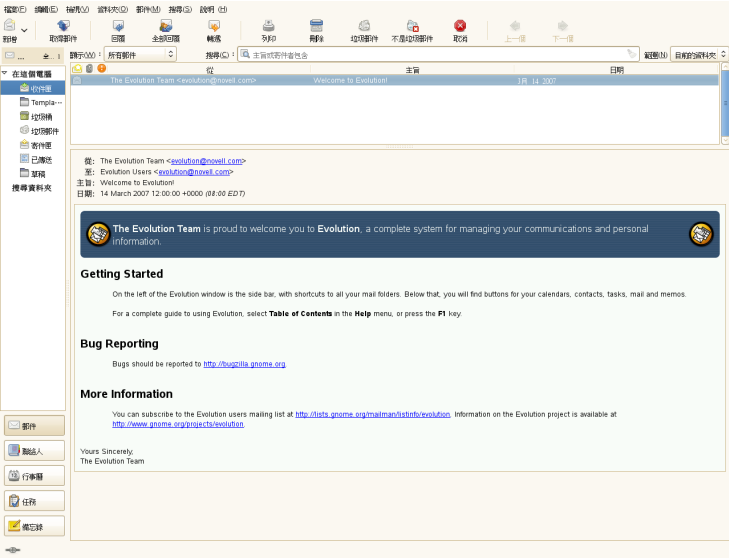 檔案(F) 編輯(E) 檢視(V) 資料夾(O) 郵件(M) 搜尋(S) 說明 (H)
新增 取得郵件 回覆 全部回覆 轉遞 列印 刪除 垃圾郵件 不是垃圾郵件 取消 上一個 下一個
顯示(W)： 所有郵件 搜尋(C)： 主旨或寄件者包含 範圍(N) 目前的資料夾
從 主旨 日期
The Evolution Team <evolution@novell.com> Welcome to Evolution! 3月 14 2007
在這個電腦
收件匣
Templa···
垃圾桶
垃圾郵件
寄件匣
已傳送
草稿
搜尋資料夾
郵件
聯絡人
行事曆
任務
備忘錄
從： The Evolution Team <evolution@novell.com>
至： Evolution Users <evolution@novell.com>
主旨： Welcome to Evolution!
日期： 14 March 2007 12:00:00 +0000 (08:00 EDT)
The Evolution Team is proud to welcome you to Evolution, a complete system for managing your communications and personal
information.
Getting Started
On the left of the Evolution window is the side bar, with shortcuts to all your mail folders. Below that, you will find buttons for your calendars, contacts, tasks, mail and memos.
For a complete guide to using Evolution, select Table of Contents in the Help menu, or press the F1 key.
Bug Reporting
Bugs should be reported to http://bugzilla.gnome.org.
More Information
You can subscribe to the Evolution users mailing list at http://lists.gnome.org/mailman/listinfo/evolution. Information on the Evolution project is available at
http://www.gnome.org/projects/evolution.
Yours Sincerely,
The Evolution Team